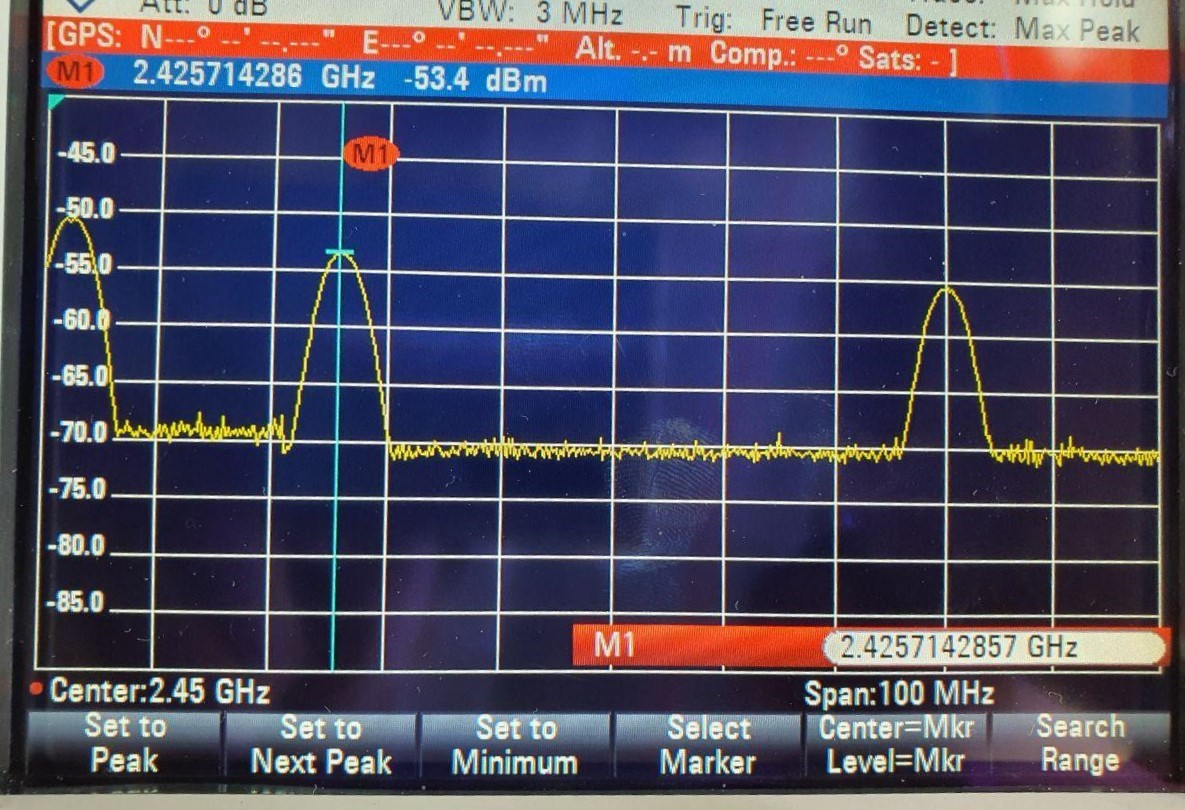 Att: 0 dB VBW: 3 MHz Trig: Free Run Detect: Max Peak
[GPS: N---° --' --.---" E---° --' --.---" Alt. -.- m Comp.: ---° Sats: - ]
M1 2.425714286 GHz -53.4 dBm
M1
-45.0
-50.0
-55.0
-60.0
-65.0
-70.0
-75.0
-80.0
-85.0
M1 2.4257142857 GHz
Center:2.45 GHz Span:100 MHz
Set to Peak
Set to Next Peak
Set to Minimum
Select Marker
Center=Mkr Level=Mkr
Search Range